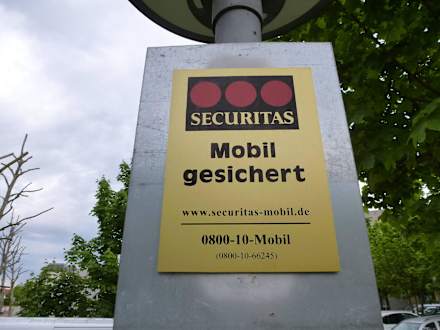 SECURITAS
Mobil
gesichert
www.securitas-mobil.de
0800-10-Mobil
(0800-10-66245)